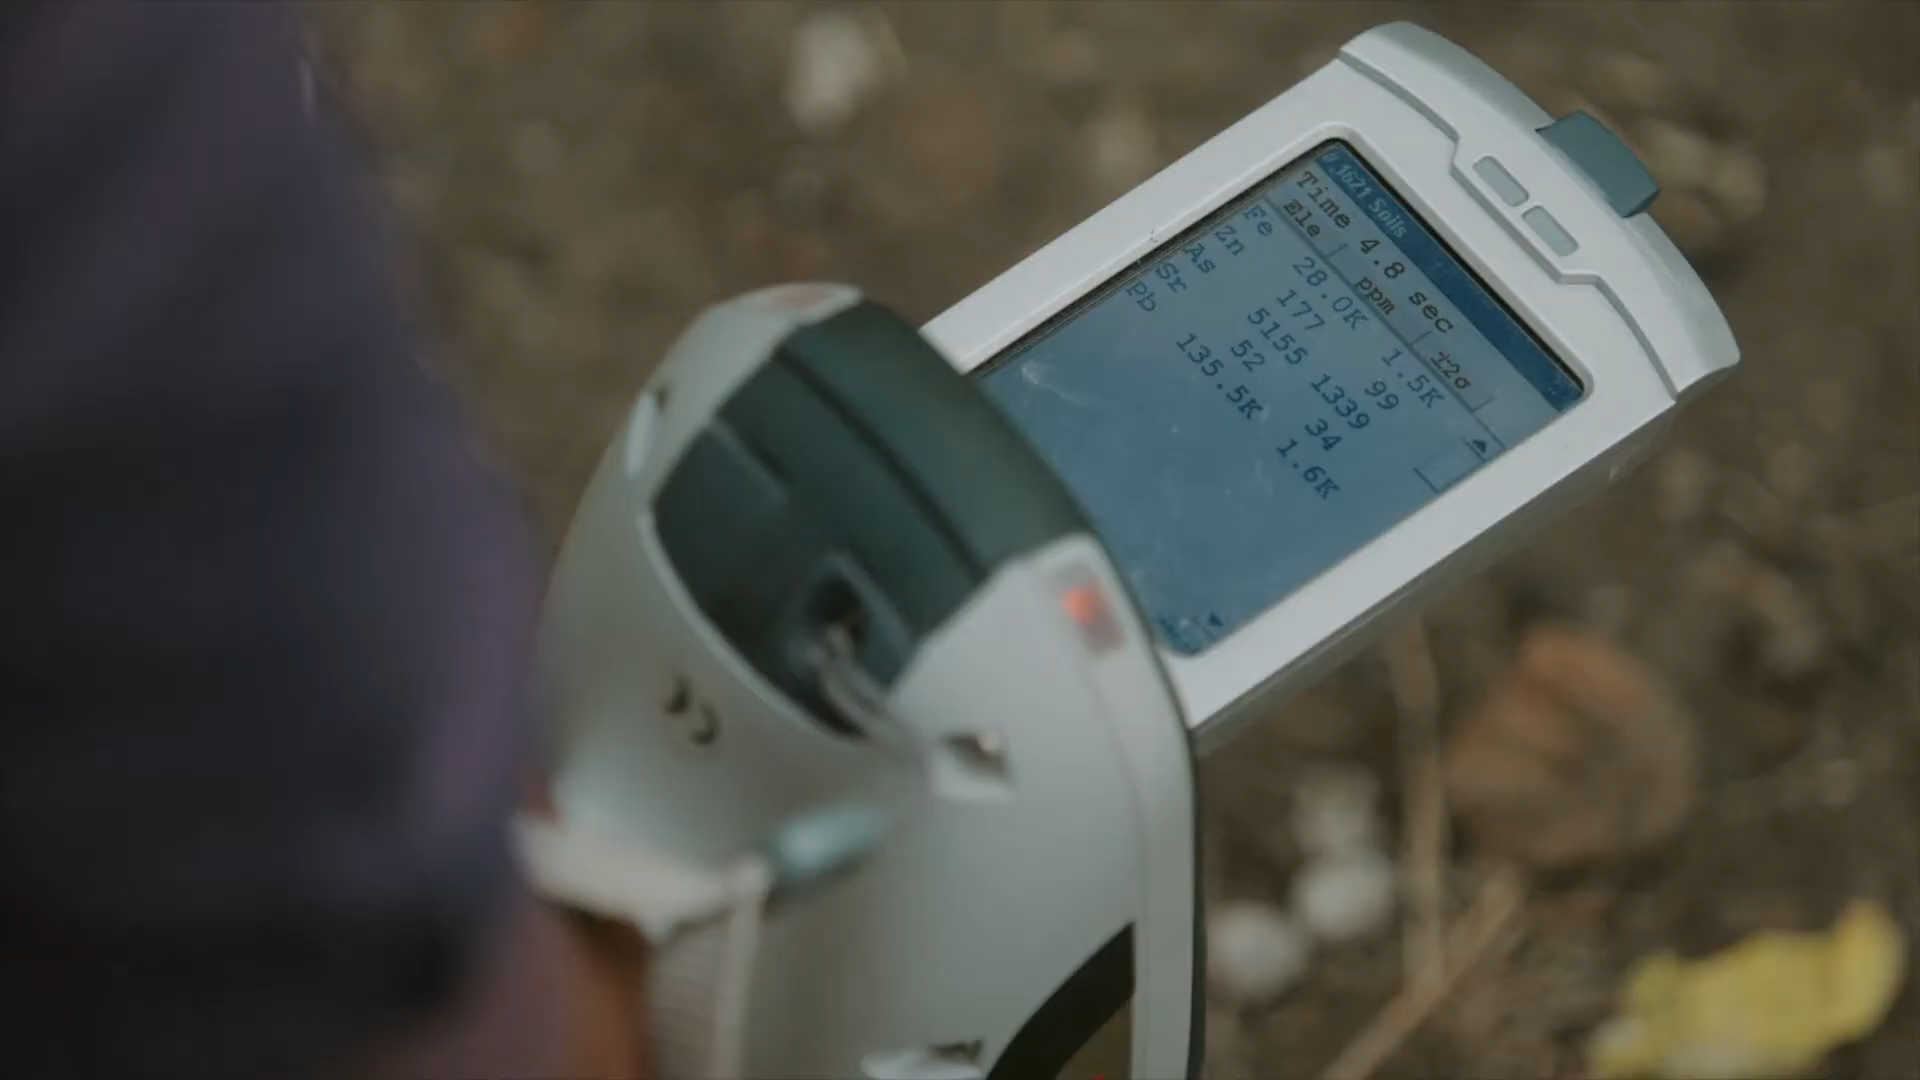 # 1621 Soils
Time 4.8 sec
Ele ppm ±2σ
Fe 28.0K 1.5K
Zn 177 99
As 5155 1339
Sr 52 34
Pb 135.5K 1.6K